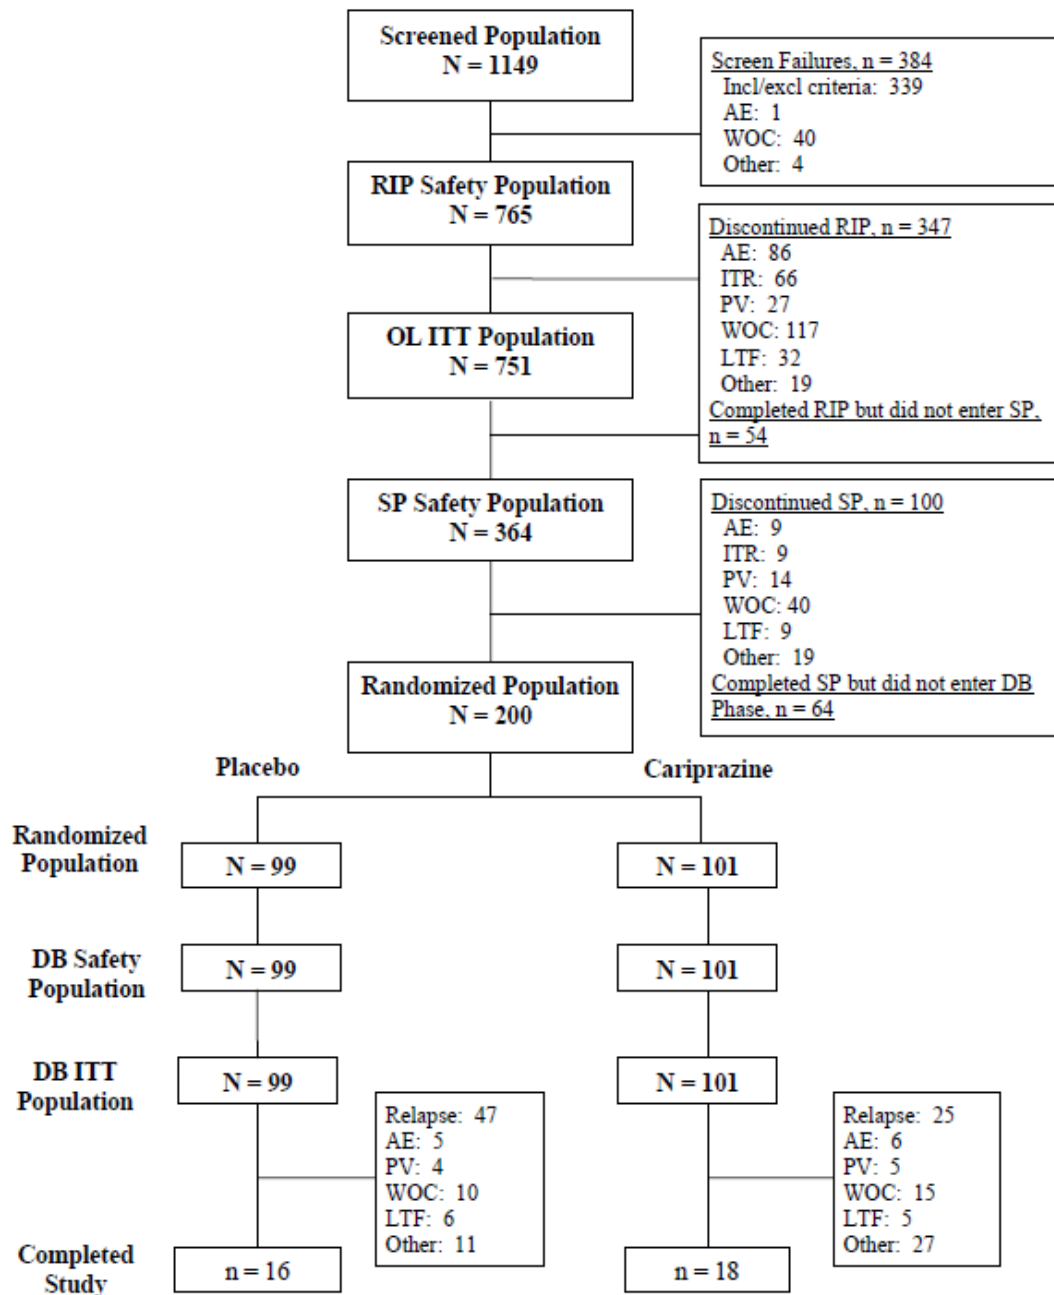 Screened Population
N = 1149
Screen Failures, n = 384
Incl/excl criteria: 339
AE: 1
WOC: 40
Other: 4
RIP Safety Population
N = 765
Discontinued RIP, n = 347
AE: 86
ITR: 66
PV: 27
WOC: 117
LTF: 32
Other: 19
Completed RIP but did not enter SP,
n = 54
OL ITT Population
N = 751
SP Safety Population
N = 364
Discontinued SP, n = 100
AE: 9
ITR: 9
PV: 14
WOC: 40
LTF: 9
Other: 19
Completed SP but did not enter DB
Phase, n = 64
Randomized Population
N = 200
Placebo
Cariprazine
Randomized
Population
N = 99
N = 101
DB Safety
Population
N = 99
N = 101
DB ITT
Population
N = 99
N = 101
Relapse: 47
AE: 5
PV: 4
WOC: 10
LTF: 6
Other: 11
Relapse: 25
AE: 6
PV: 5
WOC: 15
LTF: 5
Other: 27
Completed
Study
n = 16
n = 18